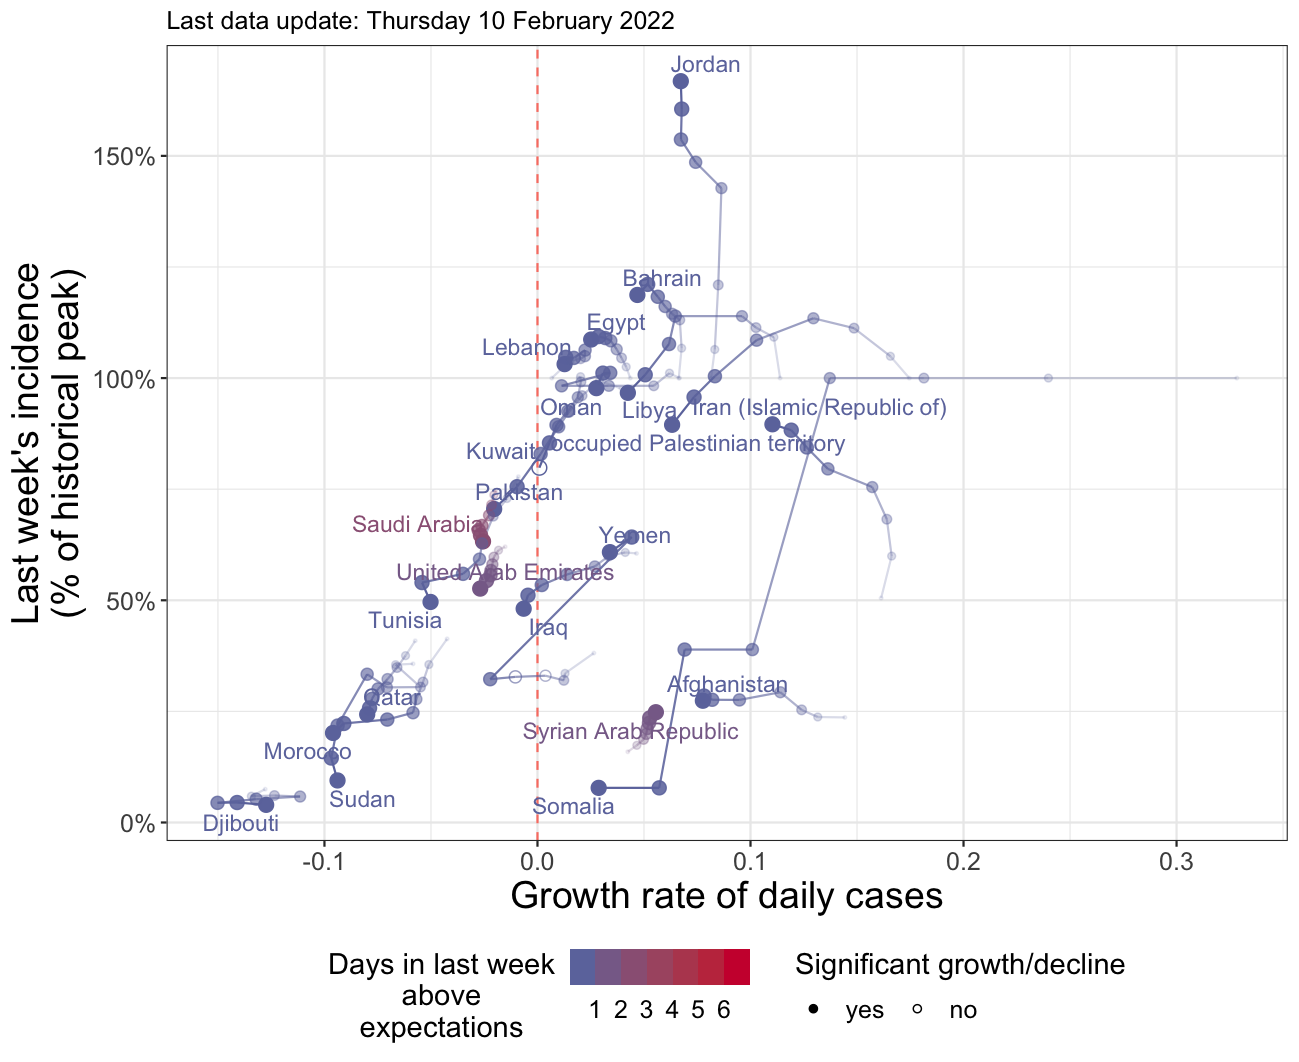 Last data update: Thursday 10 February 2022
Last week's incidence
(% of historical peak)
150%
100%
50%
0%
Jordan
Bahrain
Egypt
Lebanon
Oman
Libya
Iran (Islamic Republic of)
Kuwait
occupied Palestinian territory
Pakistan
Saudi Arabia
Yemen
United Arab Emirates
Tunisia
Iraq
Qatar
Afghanistan
Syrian Arab Republic
Morocco
Sudan
Somalia
Djibouti
-0.1
0.0
0.1
0.2
0.3
Growth rate of daily cases
Days in last week
above
expectations
1 2 3 4 5 6
Significant growth/decline
yes
no